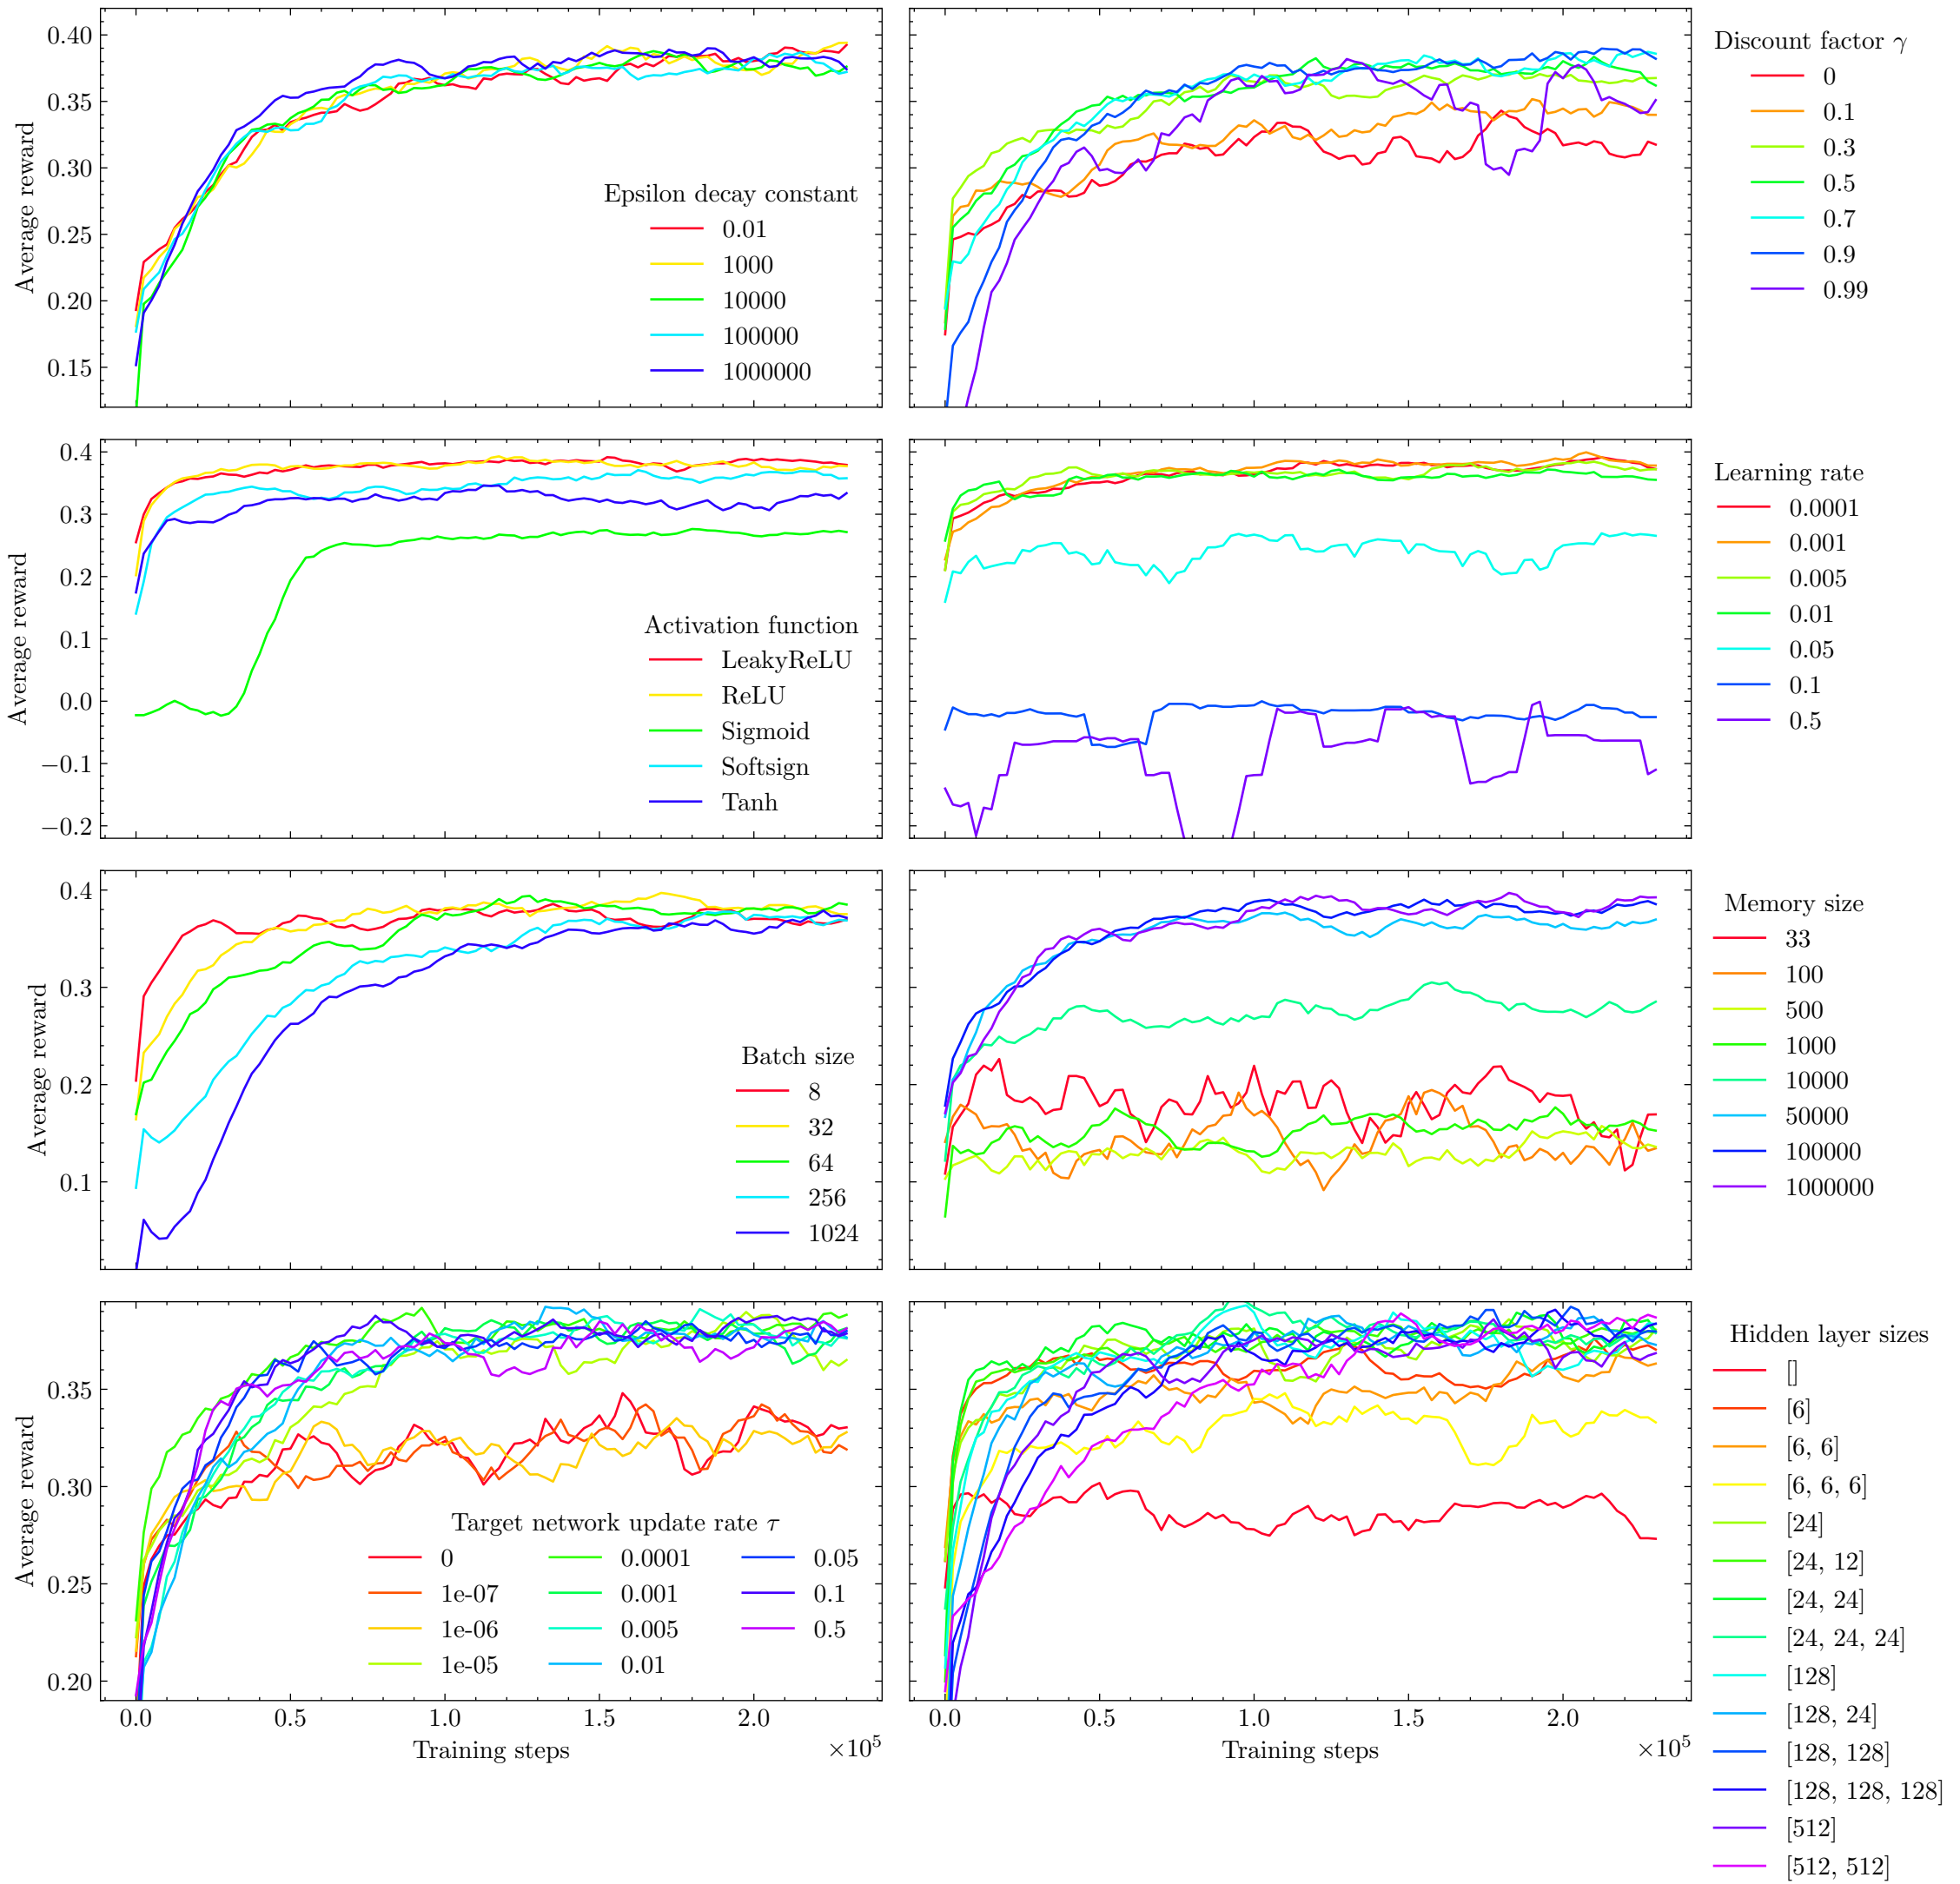 Average reward
0.40
0.35
0.30
0.25
0.20
0.15
Epsilon decay constant
0.01
1000
10000
100000
1000000
Discount factor γ
0
0.1
0.3
0.5
0.7
0.9
0.99
Average reward
0.4
0.3
0.2
0.1
0.0
−0.1
−0.2
Activation function
LeakyReLU
ReLU
Sigmoid
Softsign
Tanh
Learning rate
0.0001
0.001
0.005
0.01
0.05
0.1
0.5
Average reward
0.4
0.3
0.2
0.1
Batch size
8
32
64
256
1024
Memory size
33
100
500
1000
10000
50000
100000
1000000
Average reward
0.35
0.30
0.25
0.20
Target network update rate τ
0 0.0001 0.05
1e-07 0.001 0.1
1e-06 0.005 0.5
1e-05 0.01
0.0 0.5 1.0 1.5 2.0
Training steps ×10⁵
0.0 0.5 1.0 1.5 2.0
Training steps ×10⁵
Hidden layer sizes
[]
[6]
[6, 6]
[6, 6, 6]
[24]
[24, 12]
[24, 24]
[24, 24, 24]
[128]
[128, 24]
[128, 128]
[128, 128, 128]
[512]
[512, 512]